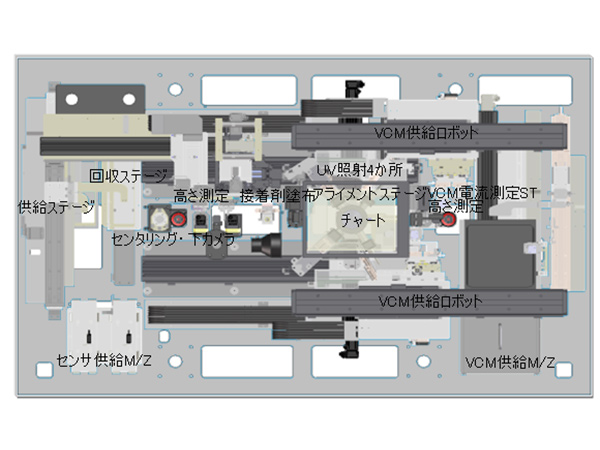 VCM供給ロボット
UV照射4か所
回収ステージ
高さ測定
接着剤塗布
アライメントステージ
VCM電流測定ST
供給ステージ
高さ測定
チャート
センタリング・下カメラ
VCM供給ロボット
センサ供給M/Z
VCM供給M/Z